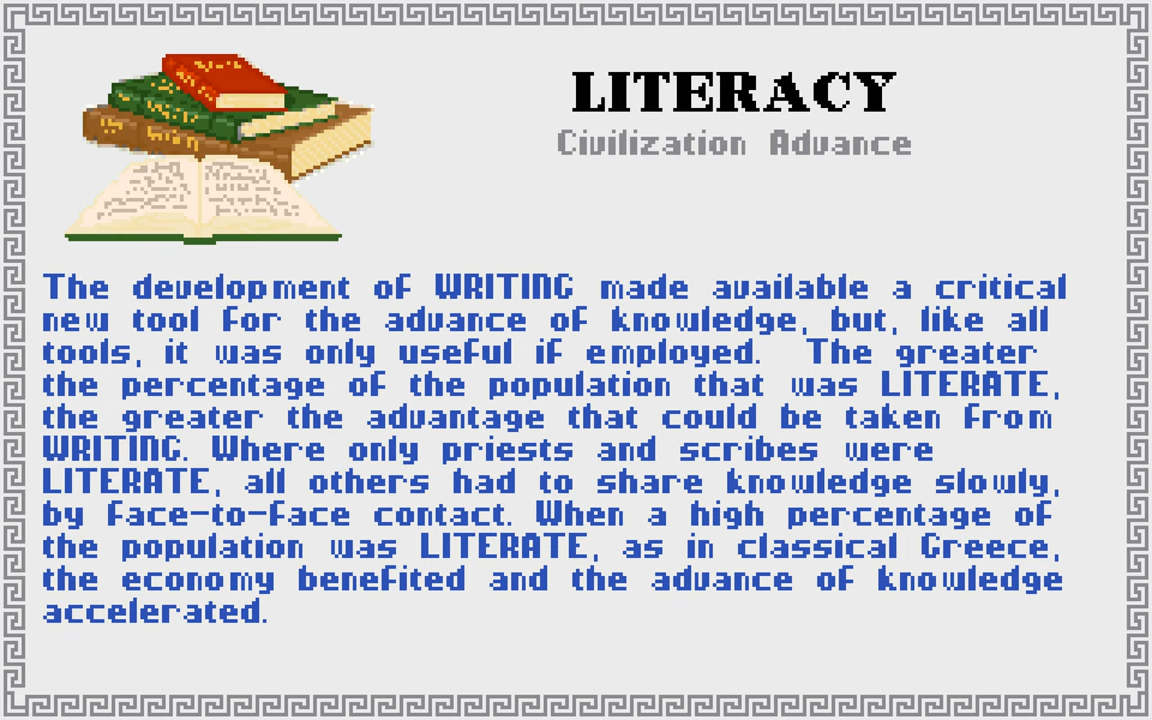 LITERACY
Civilization Advance
The development of WRITING made available a critical
new tool for the advance of knowledge, but, like all
tools, it was only useful if employed.  The greater
the percentage of the population that was LITERATE,
the greater the advantage that could be taken from
WRITING. Where only priests and scribes were
LITERATE, all others had to share knowledge slowly,
by face-to-face contact. When a high percentage of
the population was LITERATE, as in classical Greece,
the economy benefited and the advance of knowledge
accelerated.